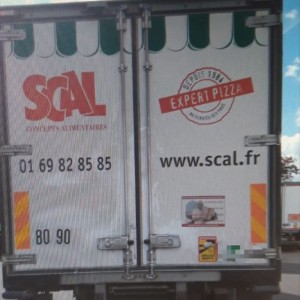 SCAL
CONCEPTS ALIMENTAIRES
01 69 82 85 85
80 90
DEPUIS 1984
EXPERT PIZZA
www.scal.fr